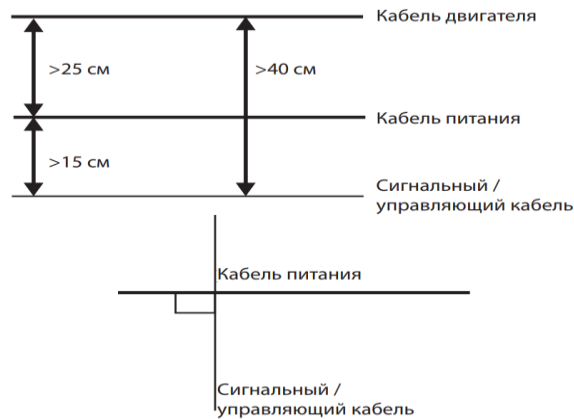 Кабель двигателя
>25 см
>40 см
Кабель питания
>15 см
Сигнальный /
управляющий кабель
Кабель питания
Сигнальный /
управляющий кабель